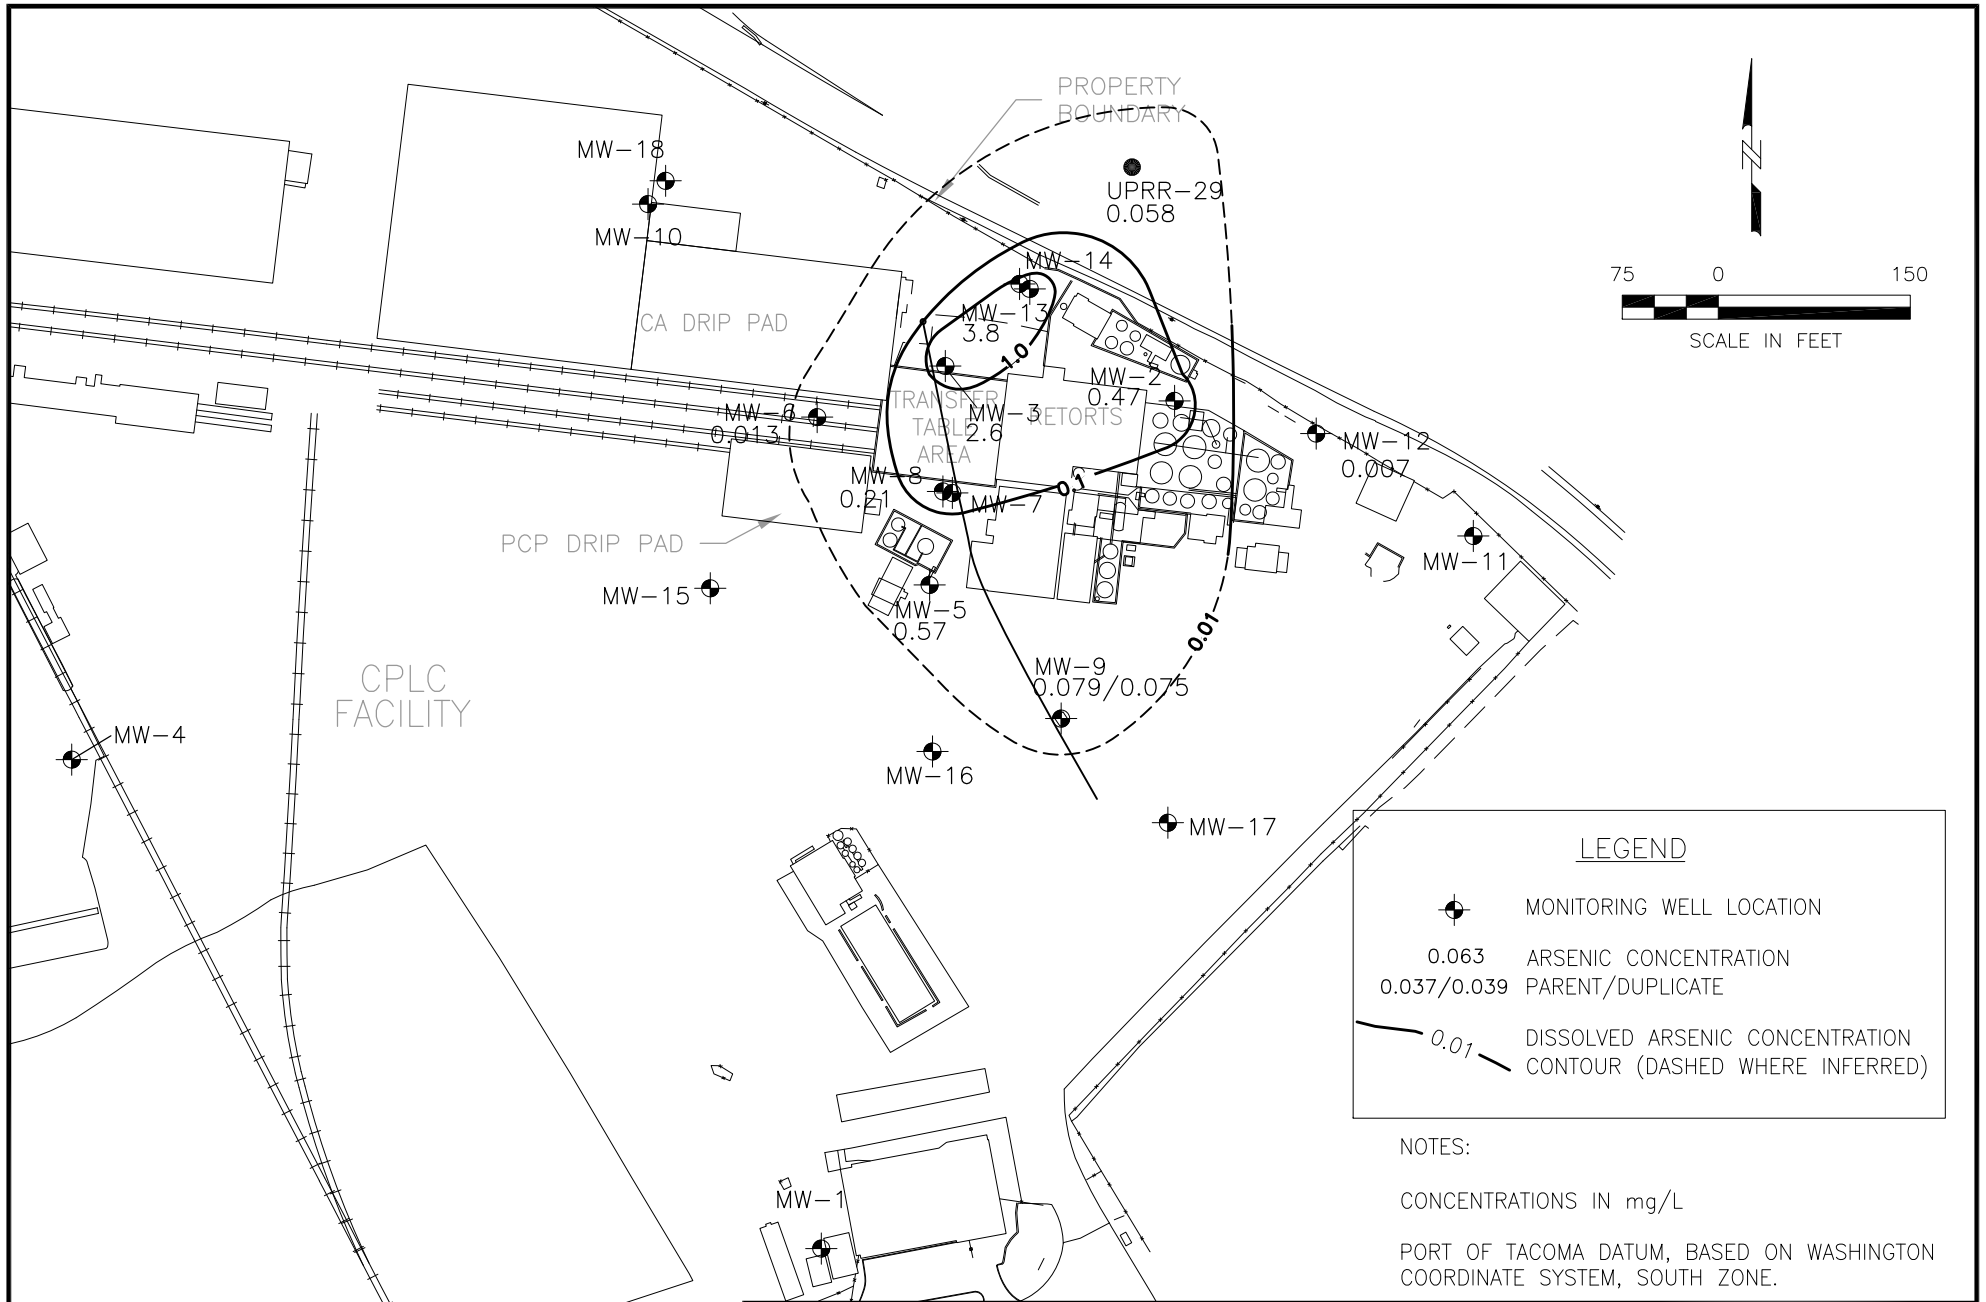 PROPERTY
BOUNDARY
MW-18
MW-10
UPRR-29
0.058
75 0 150
SCALE IN FEET
N
MW-14
MW-13
3.8
1.0
CA DRIP PAD
MW-2
0.47
MW-6
0.013
TRANSFER
TABLE
AREA
MW-3
2.6
RETORTS
MW-12
0.007
MW-8
0.21
MW-7
0.1
PCP DRIP PAD
MW-11
MW-15
MW-5
0.57
0.01
MW-9
0.079/0.075
CPLC
FACILITY
MW-4
MW-16
MW-17
MW-1
LEGEND
MONITORING WELL LOCATION
0.063 ARSENIC CONCENTRATION
0.037/0.039 PARENT/DUPLICATE
0.01 DISSOLVED ARSENIC CONCENTRATION
CONTOUR (DASHED WHERE INFERRED)
NOTES:
CONCENTRATIONS IN mg/L
PORT OF TACOMA DATUM, BASED ON WASHINGTON
COORDINATE SYSTEM, SOUTH ZONE.